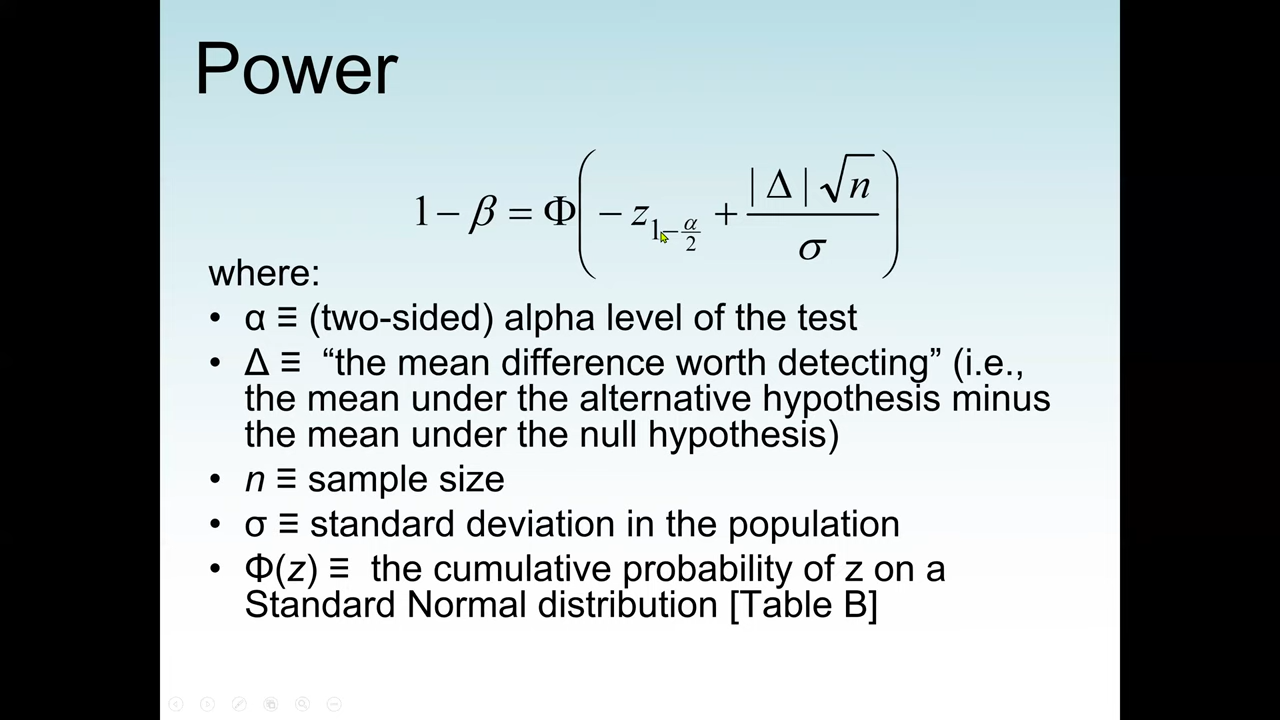 Power
1 − β = Φ( − z_{1−α/2} + |Δ|√n / σ )
where:
• α ≡ (two-sided) alpha level of the test
• Δ ≡ “the mean difference worth detecting” (i.e.,
the mean under the alternative hypothesis minus
the mean under the null hypothesis)
• n ≡ sample size
• σ ≡ standard deviation in the population
• Φ(z) ≡ the cumulative probability of z on a
Standard Normal distribution [Table B]